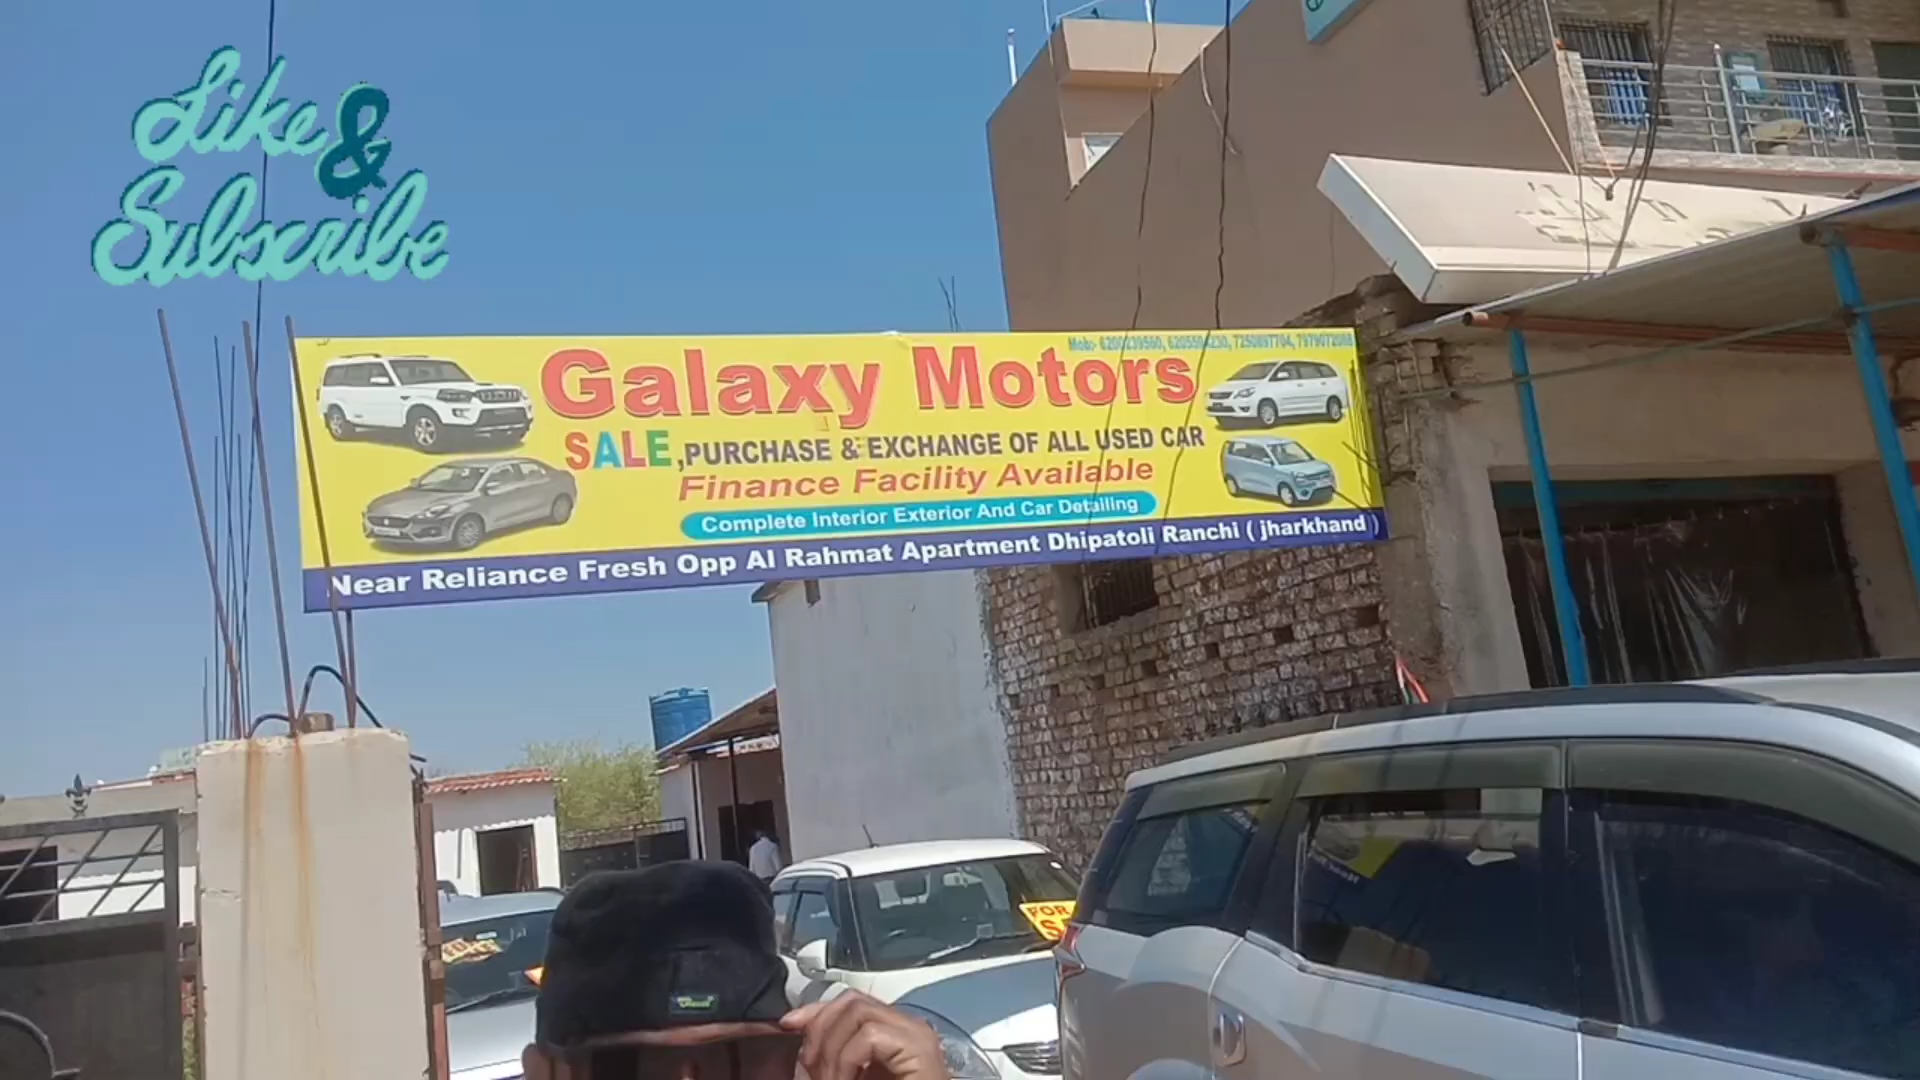 Like &
Subscribe
Galaxy Motors
SALE,PURCHASE & EXCHANGE OF ALL USED CAR
Finance Facility Available
Complete Interior Exterior And Car Detailing
Near Reliance Fresh Opp Al Rahmat Apartment Dhipatoli Ranchi ( jharkhand )
FOR